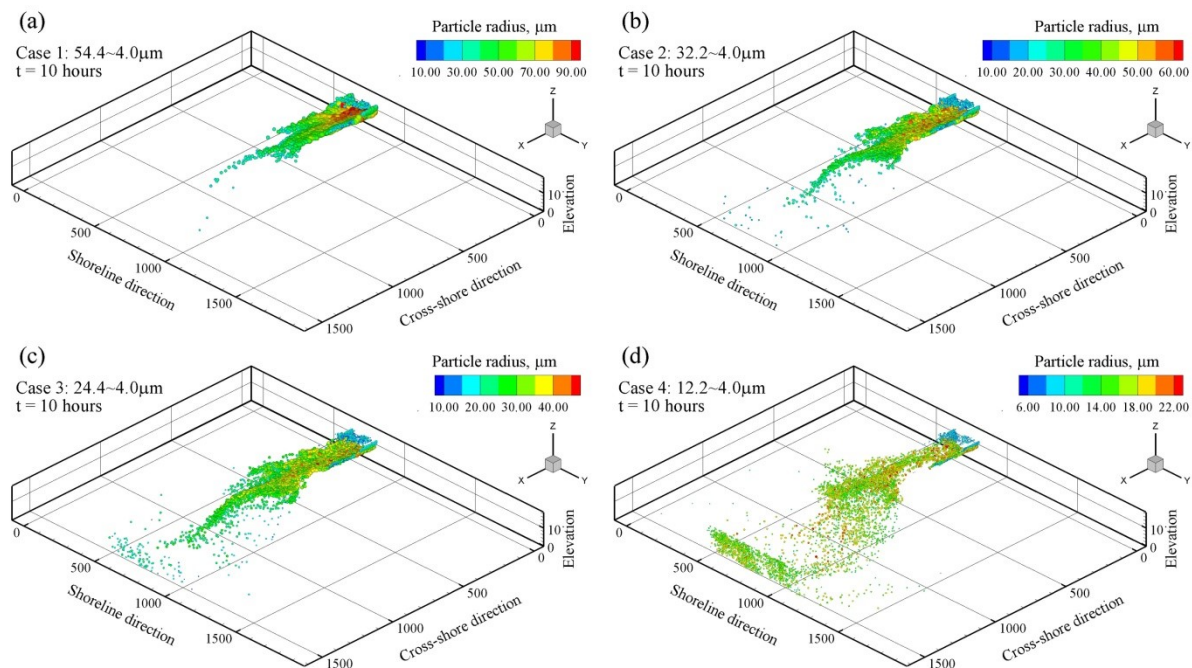 (a)
Case 1: 54.4~4.0µm
t = 10 hours
Particle radius, µm
10.00 30.00 50.00 70.00 90.00
Z
X Y
0
500
1000
1500
Shoreline direction
1500
1000
500
0
Cross-shore direction
10
0
Elevation
(b)
Case 2: 32.2~4.0µm
t = 10 hours
Particle radius, µm
10.00 20.00 30.00 40.00 50.00 60.00
Z
X Y
0
500
1000
1500
Shoreline direction
1500
1000
500
0
Cross-shore direction
10
0
Elevation
(c)
Case 3: 24.4~4.0µm
t = 10 hours
Particle radius, µm
10.00 20.00 30.00 40.00
Z
X Y
0
500
1000
1500
Shoreline direction
1500
1000
500
0
Cross-shore direction
10
0
Elevation
(d)
Case 4: 12.2~4.0µm
t = 10 hours
Particle radius, µm
6.00 10.00 14.00 18.00 22.00
Z
X Y
0
500
1000
1500
Shoreline direction
1500
1000
500
0
Cross-shore direction
10
0
Elevation